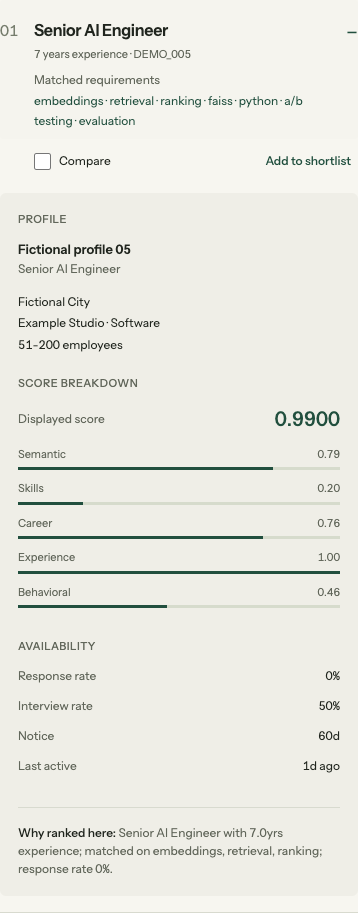 01 Senior AI Engineer –
7 years experience · DEMO_005
Matched requirements
embeddings · retrieval · ranking · faiss · python · a/b
testing · evaluation
Compare Add to shortlist
PROFILE
Fictional profile 05
Senior AI Engineer
Fictional City
Example Studio · Software
51–200 employees
SCORE BREAKDOWN
Displayed score 0.9900
Semantic 0.79
Skills 0.20
Career 0.76
Experience 1.00
Behavioral 0.46
AVAILABILITY
Response rate 0%
Interview rate 50%
Notice 60d
Last active 1d ago
Why ranked here: Senior AI Engineer with 7.0yrs
experience; matched on embeddings, retrieval, ranking;
response rate 0%.